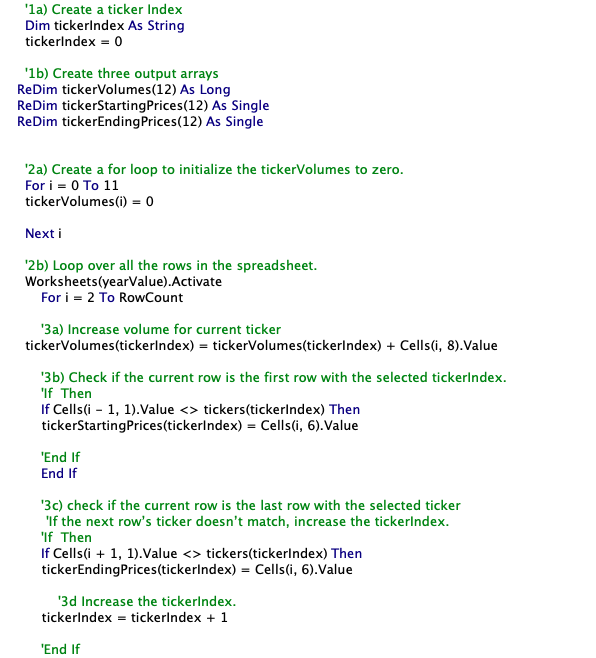 '1a) Create a ticker Index
Dim tickerIndex As String
tickerIndex = 0
'1b) Create three output arrays
ReDim tickerVolumes(12) As Long
ReDim tickerStartingPrices(12) As Single
ReDim tickerEndingPrices(12) As Single
'2a) Create a for loop to initialize the tickerVolumes to zero.
For i = 0 To 11
tickerVolumes(i) = 0
Next i
'2b) Loop over all the rows in the spreadsheet.
Worksheets(yearValue).Activate
For i = 2 To RowCount
'3a) Increase volume for current ticker
tickerVolumes(tickerIndex) = tickerVolumes(tickerIndex) + Cells(i, 8).Value
'3b) Check if the current row is the first row with the selected tickerIndex.
'If  Then
If Cells(i - 1, 1).Value <> tickers(tickerIndex) Then
tickerStartingPrices(tickerIndex) = Cells(i, 6).Value
'End If
End If
'3c) check if the current row is the last row with the selected ticker
'If the next row’s ticker doesn’t match, increase the tickerIndex.
'If  Then
If Cells(i + 1, 1).Value <> tickers(tickerIndex) Then
tickerEndingPrices(tickerIndex) = Cells(i, 6).Value
'3d Increase the tickerIndex.
tickerIndex = tickerIndex + 1
'End If